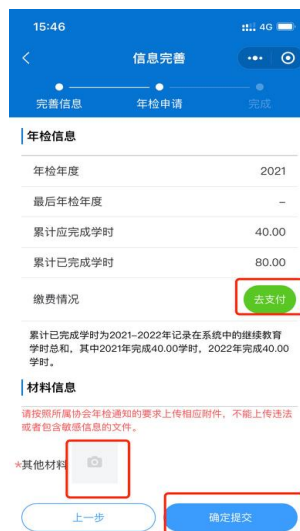 15:46
4G
信息完善
完善信息
年检申请
完成
年检信息
年检年度 2021
最后年检年度 –
累计应完成学时 40.00
累计已完成学时 80.00
缴费情况 去支付
累计已完成学时为2021–2022年记录在系统中的继续教育
学时总和，其中2021年完成40.00学时，2022年完成40.00
学时。
材料信息
请按照所属协会年检通知的要求上传相应附件，不能上传违法
或者包含敏感信息的文件。
*其他材料
上一步 确定提交